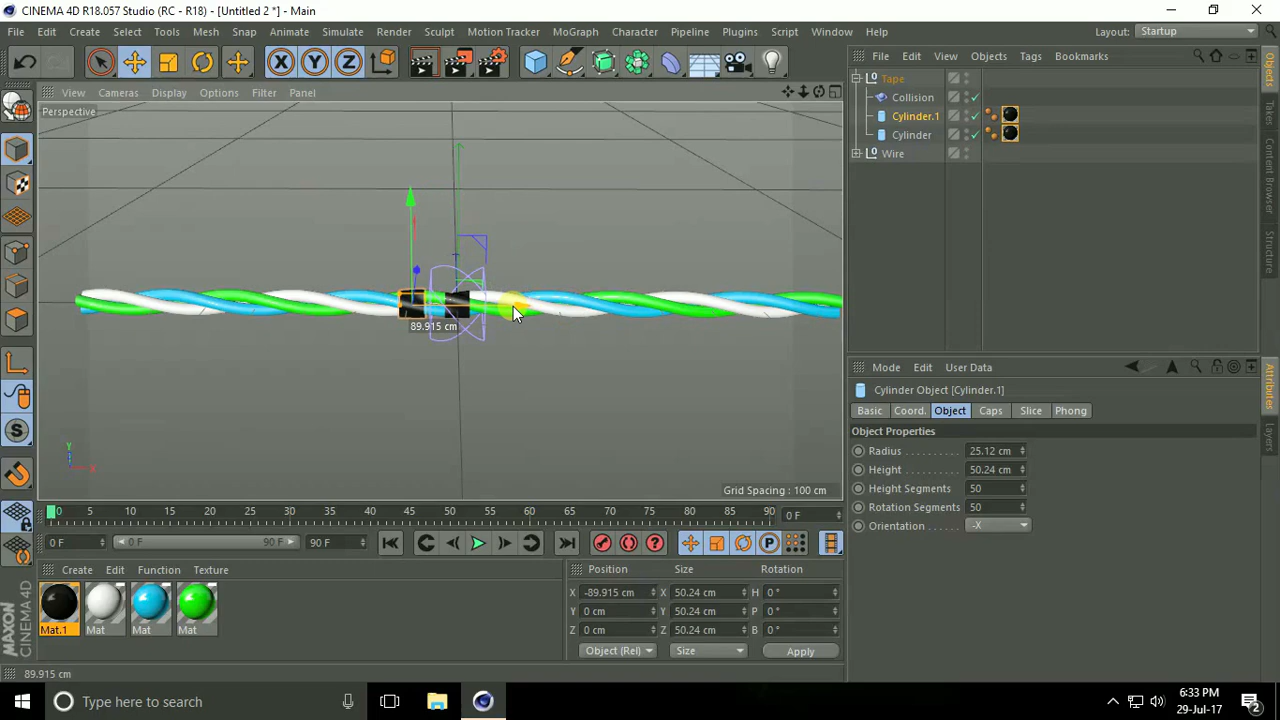 CINEMA 4D R18.057 Studio (RC - R18) - [Untitled 2 *] - Main
File Edit Create Select Tools Mesh Snap Animate Simulate Render Sculpt Motion Tracker MoGraph Character Pipeline Plugins Script Window Help
Layout: Startup
X Y Z
View Cameras Display Options Filter Panel
File Edit View Objects Tags Bookmarks
Perspective
Tape
Collision
Cylinder.1
Cylinder
Wire
Objects
Takes
Content Browser
Structure
89.915 cm
Y
X
Grid Spacing : 100 cm
Mode Edit User Data
Cylinder Object [Cylinder.1]
Basic Coord. Object Caps Slice Phong
Object Properties
Radius . . . . . . . . . . 25.12 cm
Height . . . . . . . . . . 50.24 cm
Height Segments 50
Rotation Segments 50
Orientation . . . . . . . -X
Attributes
Layers
0 5 10 15 20 25 30 35 40 45 50 55 60 65 70 75 80 85 90 0 F
0 F 0 F 90 F 90 F
Create Edit Function Texture
Mat.1 Mat Mat Mat
Position Size Rotation
X -89.915 cm X 50.24 cm H 0 °
Y 0 cm Y 50.24 cm P 0 °
Z 0 cm Z 50.24 cm B 0 °
Object (Rel) Size Apply
MAXON
CINEMA 4D
89.915 cm
Type here to search
6:33 PM
29-Jul-17
2